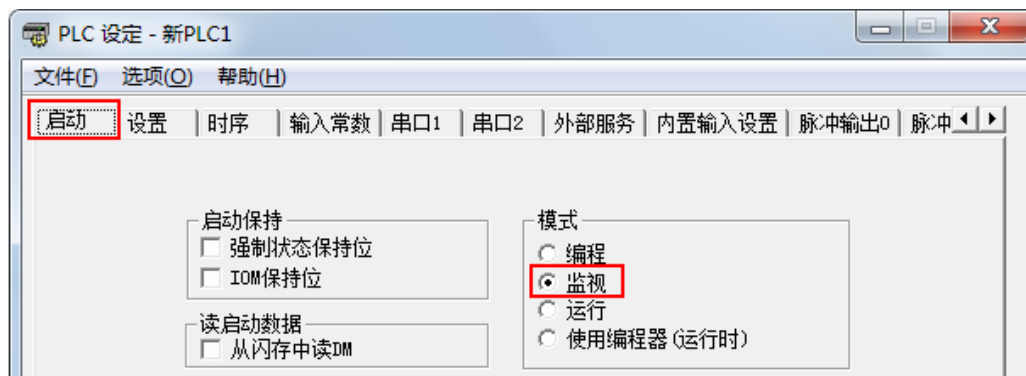 PLC 设定 - 新PLC1
文件(F) 选项(O) 帮助(H)
启动 设置 时序 输入常数 串口1 串口2 外部服务 内置输入设置 脉冲输出0 脉冲
启动保持
强制状态保持位
IOM保持位
读启动数据
从闪存中读DM
模式
编程
监视
运行
使用编程器(运行时)